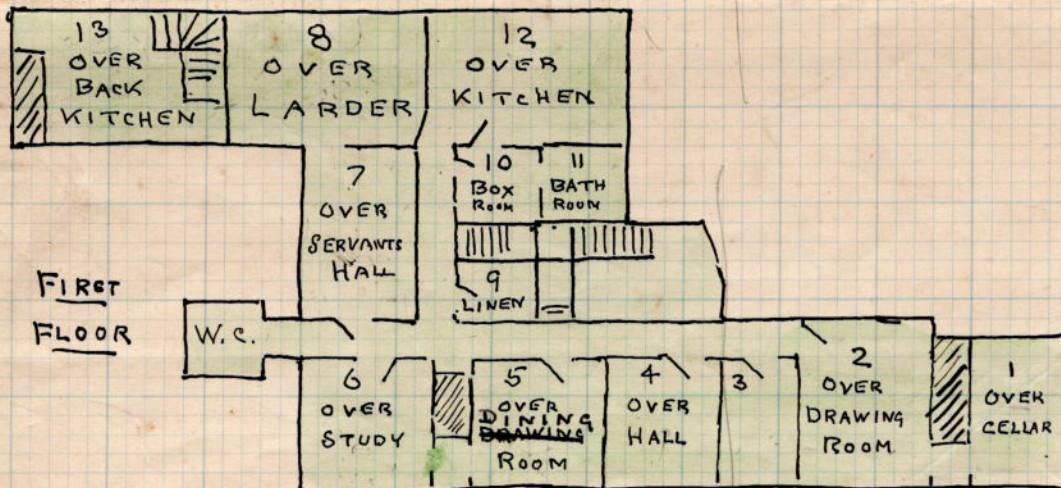 13
OVER
BACK
KITCHEN
8
OVER
LARDER
12
OVER
KITCHEN
7
OVER
SERVANTS
HALL
10
BOX
ROOM
11
BATH
ROOM
9
LINEN
FIRST
FLOOR
W.C.
6
OVER
STUDY
5
OVER
DINING
DRAWING
ROOM
4
OVER
HALL
3
2
OVER
DRAWING
ROOM
1
OVER
CELLAR